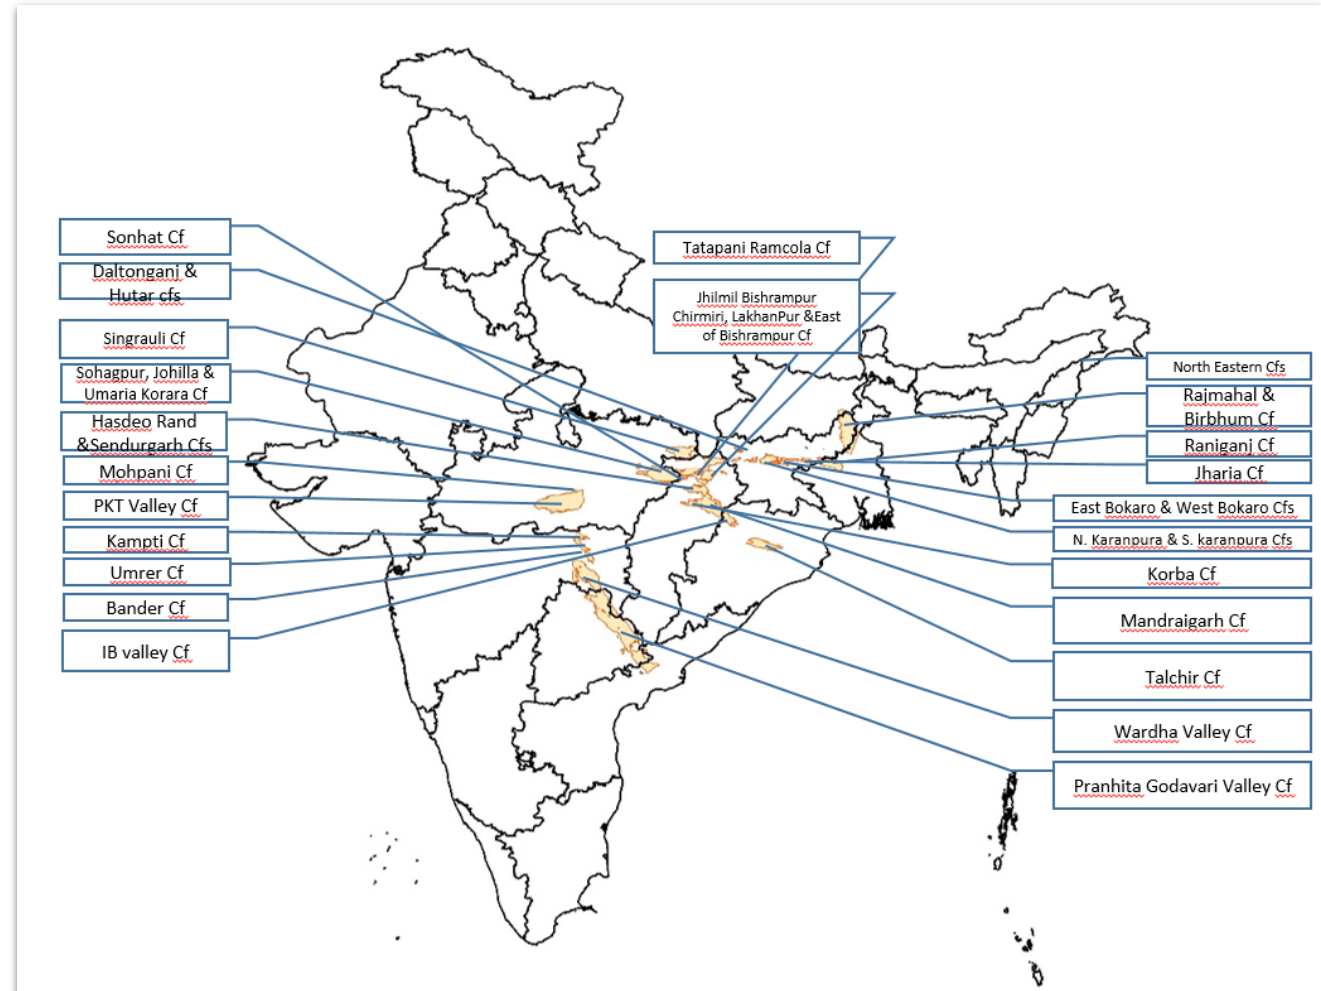 Sonhat Cf
Daltongani &
Hutar cfs
Singrauli Cf
Sohagpur, Johilla &
Umaria Korara Cf
Hasdeo Rand
&Sendurgarh Cfs
Mohpani Cf
PKT Valley Cf
Kampti Cf
Umrer Cf
Bander Cf
IB valley Cf
Tatapani Ramcola Cf
Jhilmil Bishrampur
Chirmiri, LakhanPur &East
of Bishrampur Cf
North Eastern Cfs
Rajmahal &
Birbhum Cf
Raniganj Cf
Jharia Cf
East Bokaro & West Bokaro Cfs
N. Karanpura & S. karanpura Cfs
Korba Cf
Mandraigarh Cf
Talchir Cf
Wardha Valley Cf
Pranhita Godavari Valley Cf